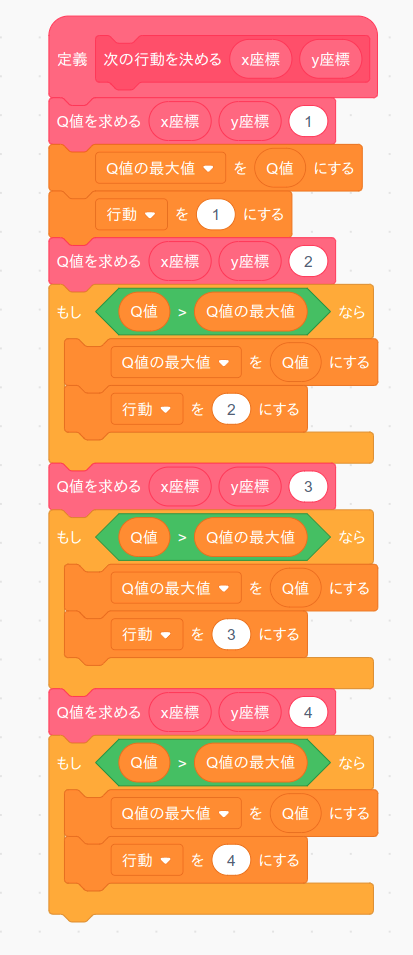 定義 次の行動を決める x座標 y座標
Q値を求める x座標 y座標 1
Q値の最大値 を Q値 にする
行動 を 1 にする
Q値を求める x座標 y座標 2
もし Q値 > Q値の最大値 なら
Q値の最大値 を Q値 にする
行動 を 2 にする
Q値を求める x座標 y座標 3
もし Q値 > Q値の最大値 なら
Q値の最大値 を Q値 にする
行動 を 3 にする
Q値を求める x座標 y座標 4
もし Q値 > Q値の最大値 なら
Q値の最大値 を Q値 にする
行動 を 4 にする